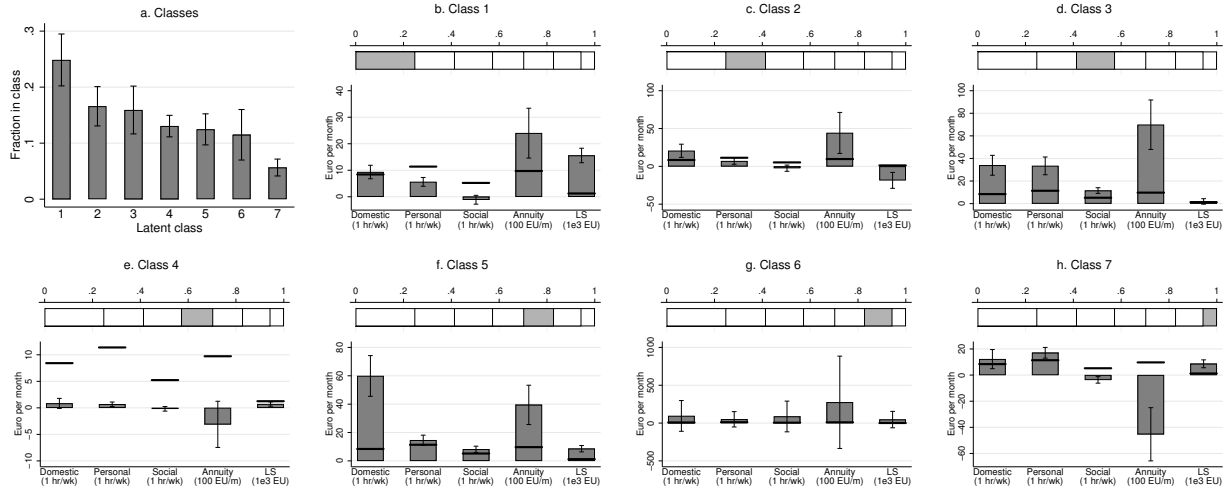 a. Classes
Fraction in class
0 .1 .2 .3
1 2 3 4 5 6 7
Latent class
b. Class 1
0 .2 .4 .6 .8 1
Euro per month
0 10 20 30 40
Domestic Personal Social Annuity LS
(1 hr/wk) (1 hr/wk) (1 hr/wk) (100 EU/m) (1e3 EU)
c. Class 2
0 .2 .4 .6 .8 1
Euro per month
−50 0 50 100
Domestic Personal Social Annuity LS
(1 hr/wk) (1 hr/wk) (1 hr/wk) (100 EU/m) (1e3 EU)
d. Class 3
0 .2 .4 .6 .8 1
Euro per month
0 20 40 60 80 100
Domestic Personal Social Annuity LS
(1 hr/wk) (1 hr/wk) (1 hr/wk) (100 EU/m) (1e3 EU)
e. Class 4
0 .2 .4 .6 .8 1
Euro per month
−10 −5 0 5 10
Domestic Personal Social Annuity LS
(1 hr/wk) (1 hr/wk) (1 hr/wk) (100 EU/m) (1e3 EU)
f. Class 5
0 .2 .4 .6 .8 1
Euro per month
0 20 40 60 80
Domestic Personal Social Annuity LS
(1 hr/wk) (1 hr/wk) (1 hr/wk) (100 EU/m) (1e3 EU)
g. Class 6
0 .2 .4 .6 .8 1
Euro per month
−500 0 500 1000
Domestic Personal Social Annuity LS
(1 hr/wk) (1 hr/wk) (1 hr/wk) (100 EU/m) (1e3 EU)
h. Class 7
0 .2 .4 .6 .8 1
Euro per month
−60 −40 −20 0 20
Domestic Personal Social Annuity LS
(1 hr/wk) (1 hr/wk) (1 hr/wk) (100 EU/m) (1e3 EU)